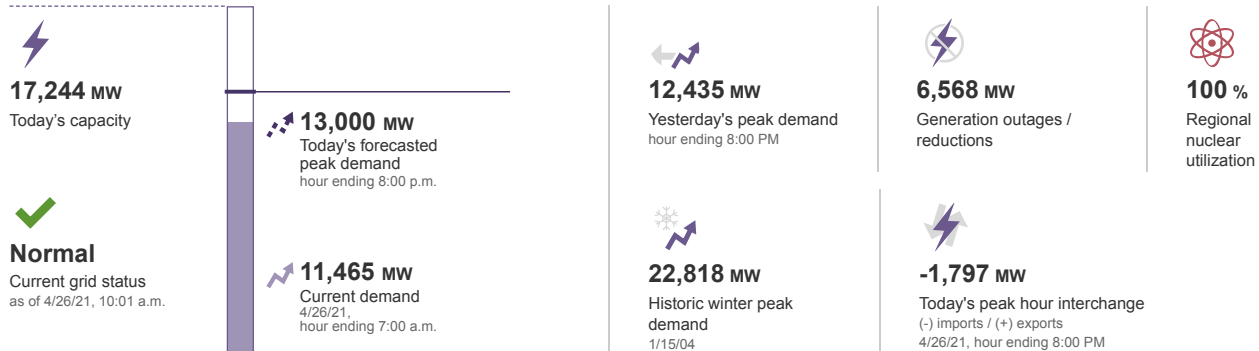 17,244 MW
Today's capacity
Normal
Current grid status
as of 4/26/21, 10:01 a.m.
13,000 MW
Today's forecasted
peak demand
hour ending 8:00 p.m.
11,465 MW
Current demand
4/26/21,
hour ending 7:00 a.m.
12,435 MW
Yesterday's peak demand
hour ending 8:00 PM
6,568 MW
Generation outages /
reductions
100 %
Regional
nuclear
utilization
22,818 MW
Historic winter peak
demand
1/15/04
-1,797 MW
Today's peak hour interchange
(-) imports / (+) exports
4/26/21, hour ending 8:00 PM